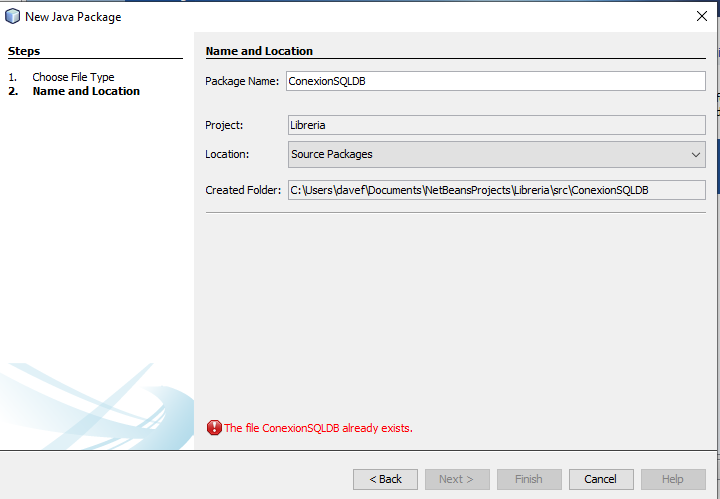 New Java Package
Steps
1. Choose File Type
2. Name and Location
Name and Location
Package Name: ConexionSQLDB
Project: Libreria
Location: Source Packages
Created Folder: C:\Users\davef\Documents\NetBeansProjects\Libreria\src\ConexionSQLDB
The file ConexionSQLDB already exists.
< Back Next > Finish Cancel Help